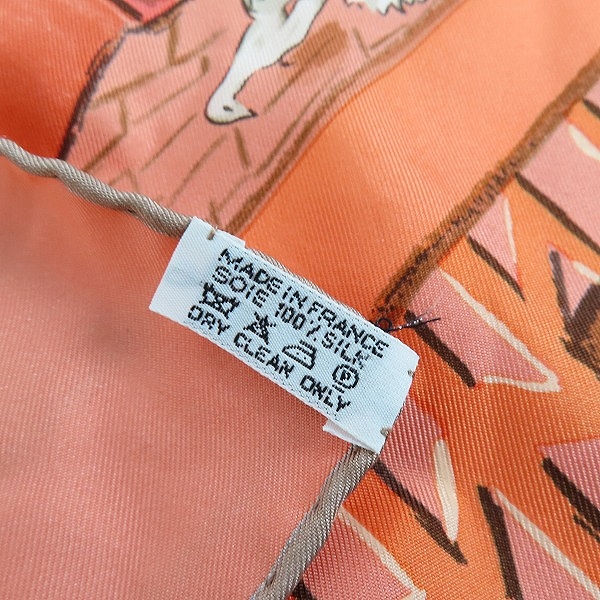 MADE IN FRANCE
SOIE 100% SILK
P
DRY CLEAN ONLY